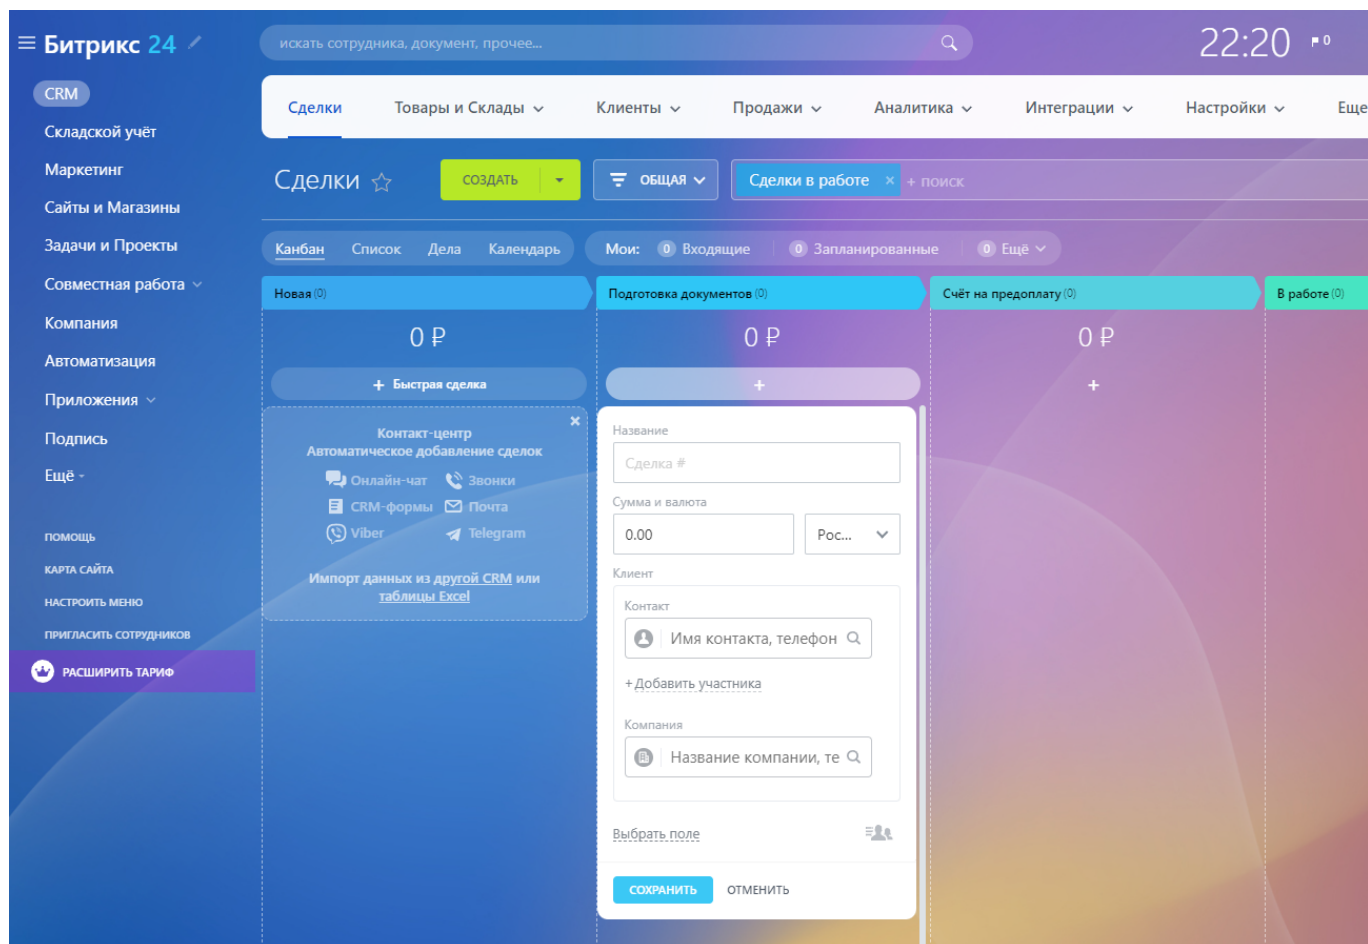 Битрикс 24
искать сотрудника, документ, прочее...
22:20
0
CRM
Складской учёт
Маркетинг
Сайты и Магазины
Задачи и Проекты
Совместная работа
Компания
Автоматизация
Приложения
Подпись
Ещё -
ПОМОЩЬ
КАРТА САЙТА
НАСТРОИТЬ МЕНЮ
ПРИГЛАСИТЬ СОТРУДНИКОВ
РАСШИРИТЬ ТАРИФ
Сделки Товары и Склады Клиенты Продажи Аналитика Интеграции Настройки Еще
Сделки СОЗДАТЬ ОБЩАЯ Сделки в работе × + поиск
Канбан Список Дела Календарь Мои: 0 Входящие 0 Запланированные 0 Ещё
Новая (0) Подготовка документов (0) Счёт на предоплату (0) В работе (0)
0 ₽ 0 ₽ 0 ₽
+ Быстрая сделка + +
Контакт-центр
Автоматическое добавление сделок
Онлайн-чат Звонки
CRM-формы Почта
Viber Telegram
Импорт данных из другой CRM или
таблицы Excel
Название
Сделка #
Сумма и валюта
0.00 Рос...
Клиент
Контакт
Имя контакта, телефон
+ Добавить участника
Компания
Название компании, те
Выбрать поле
СОХРАНИТЬ ОТМЕНИТЬ